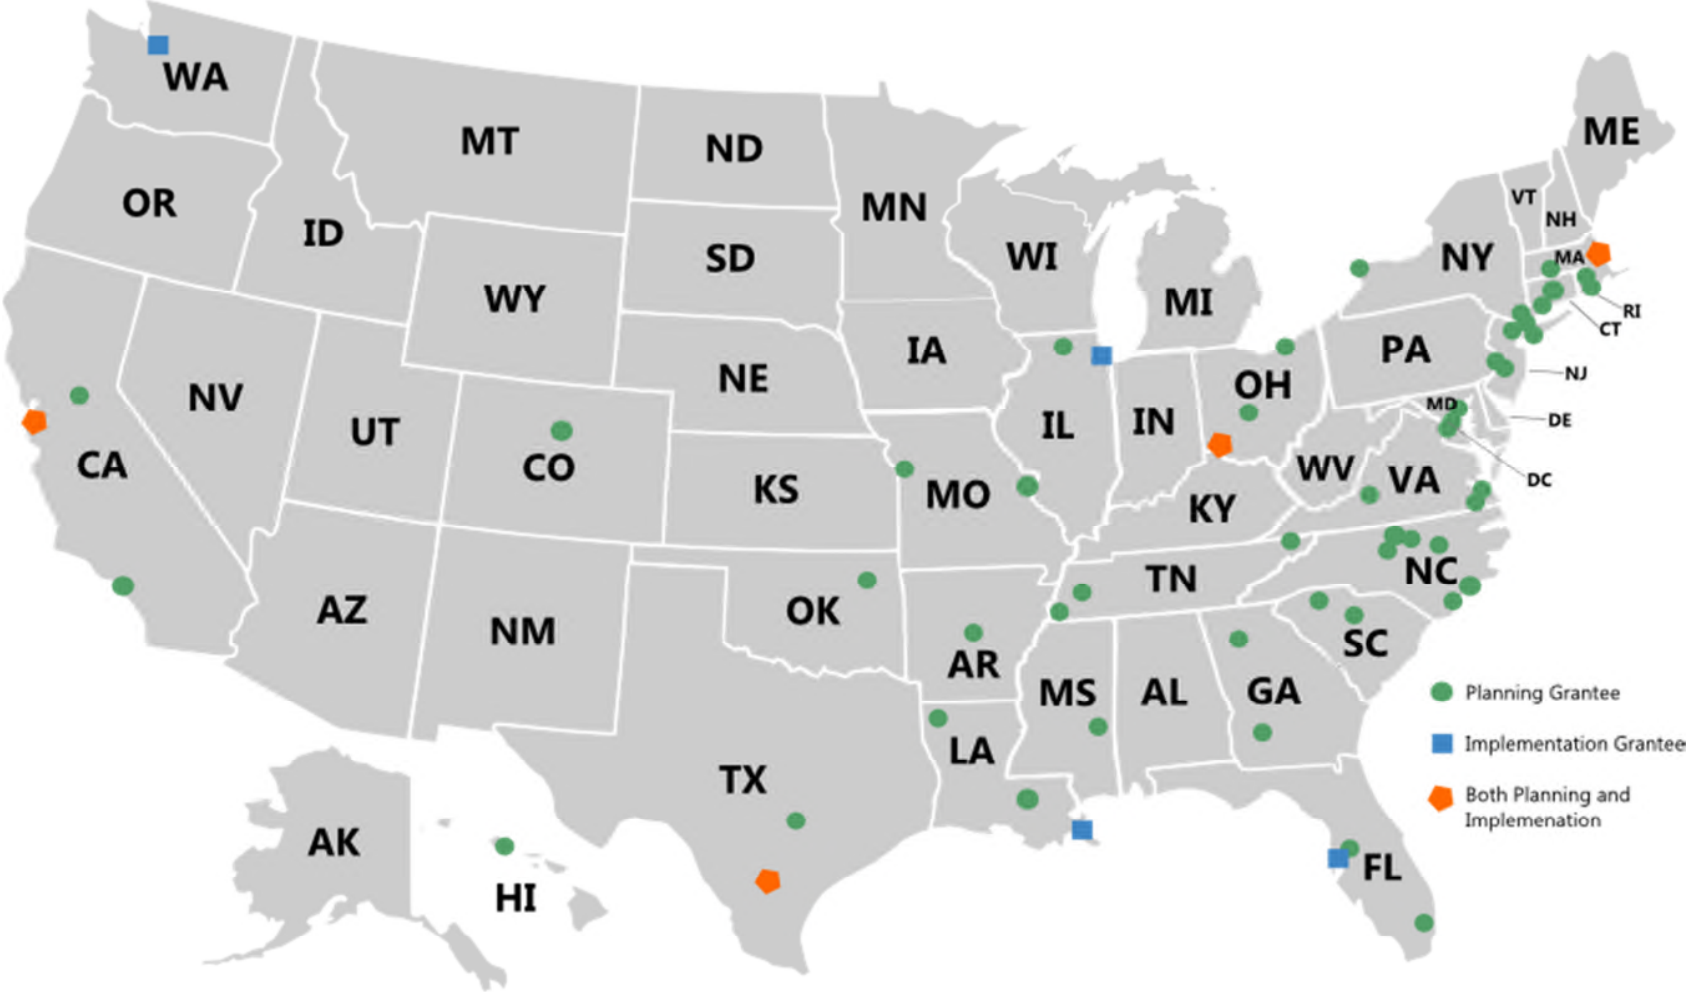 WA
MT
ND
MN
OR
ID
SD
WI
MI
WY
IA
NE
NV
UT
CO
CA
KS
MO
IL
IN
OH
PA
NY
VT
NH
ME
MA
RI
CT
NJ
MD
DE
DC
WV
VA
KY
TN
NC
SC
AZ
NM
OK
AR
MS
AL
GA
LA
TX
FL
AK
HI
Planning Grantee
Implementation Grantee
Both Planning and
Implemenation